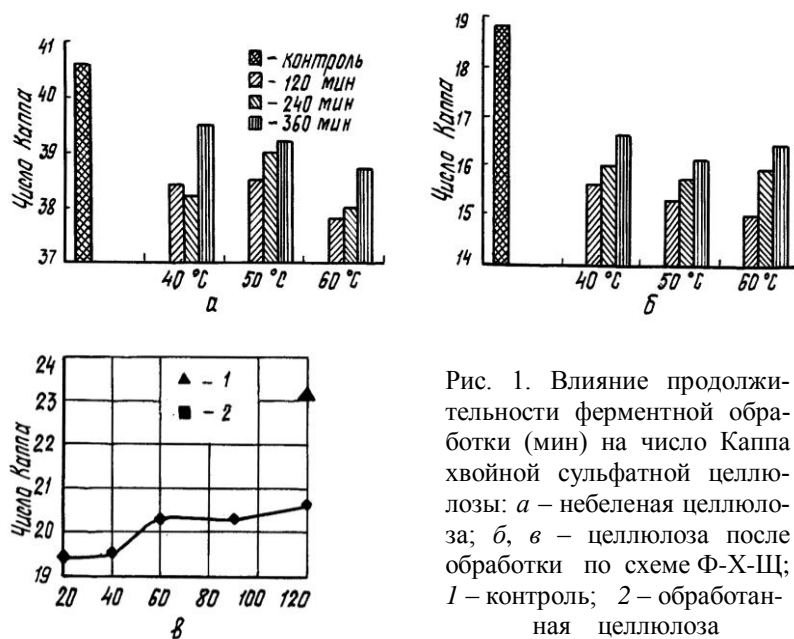 Число Каппа
41
40
39
38
37
– контроль
– 120 мин
– 240 мин
– 360 мин
40 °С
50 °С
60 °С
а
Число Каппа
19
18
17
16
15
14
40 °С
50 °С
60 °С
б
Число Каппа
24
23
22
21
20
19
– 1
– 2
20
40
60
80
100
120
в
Рис. 1. Влияние продолжи-
тельности ферментной обра-
ботки (мин) на число Каппа
хвойной сульфатной целлю-
лозы: а – небеленая целлюло-
за; б, в – целлюлоза после
обработки по схеме Ф-Х-Щ;
1 – контроль; 2 – обработан-
ная целлюлоза